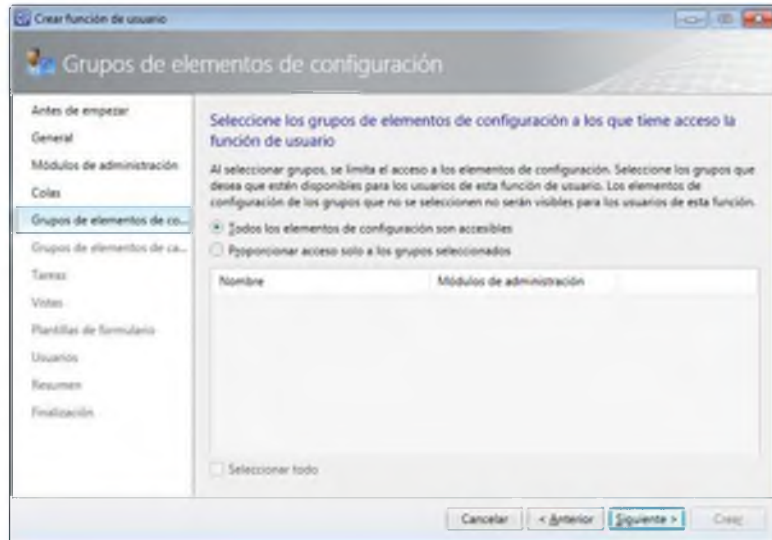 Crear función de usuario
Grupos de elementos de configuración
Antes de empezar
General
Módulos de administración
Colas
Grupos de elementos de co...
Grupos de elementos de ca...
Tareas
Vistas
Plantillas de formulario
Usuarios
Resumen
Finalización
Seleccione los grupos de elementos de configuración a los que tiene acceso la
función de usuario
Al seleccionar grupos, se limita el acceso a los elementos de configuración. Seleccione los grupos que
desea que estén disponibles para los usuarios de esta función de usuario. Los elementos de
configuración de los grupos que no se seleccionen no serán visibles para los usuarios de esta función.
Todos los elementos de configuración son accesibles
Proporcionar acceso solo a los grupos seleccionados
Nombre Módulos de administración
Seleccionar todo
Cancelar < Anterior Siguiente > Crear